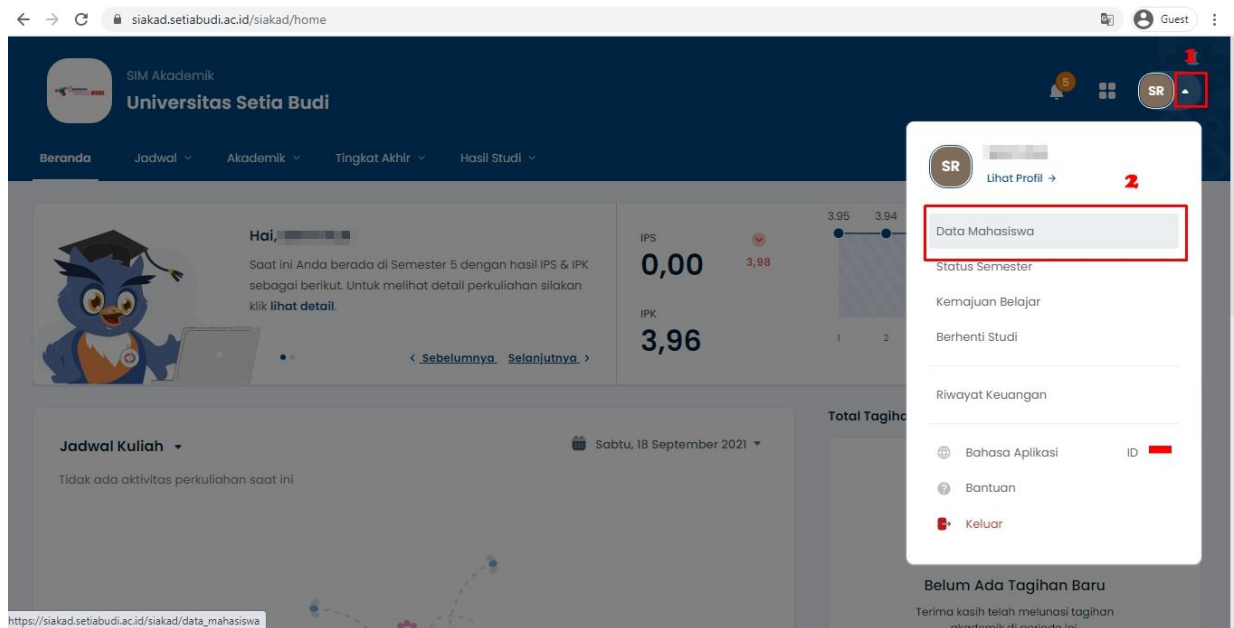 siakad.setiabudi.ac.id/siakad/home
Guest
1
SIM Akademik
Universitas Setia Budi
BUDI
5
SR
Beranda Jadwal Akademik Tingkat Akhir Hasil Studi
SR
Lihat Profil →
2
Data Mahasiswa
Status Semester
Kemajuan Belajar
Berhenti Studi
Riwayat Keuangan
Bahasa Aplikasi ID
Bantuan
Keluar
Hai,
Saat ini Anda berada di Semester 5 dengan hasil IPS & IPK
sebagai berikut. Untuk melihat detail perkuliahan silakan
klik lihat detail.
< Sebelumnya Selanjutnya >
IPS
0,00 3,98
IPK
3,96
3.95 3.94
1 2
Jadwal Kuliah
Sabtu, 18 September 2021
Tidak ada aktivitas perkuliahan saat ini
Total
Belum Ada Tagihan Baru
Terima kasih telah melunasi tagihan
akademik di periode ini
https://siakad.setiabudi.ac.id/siakad/data_mahasiswa